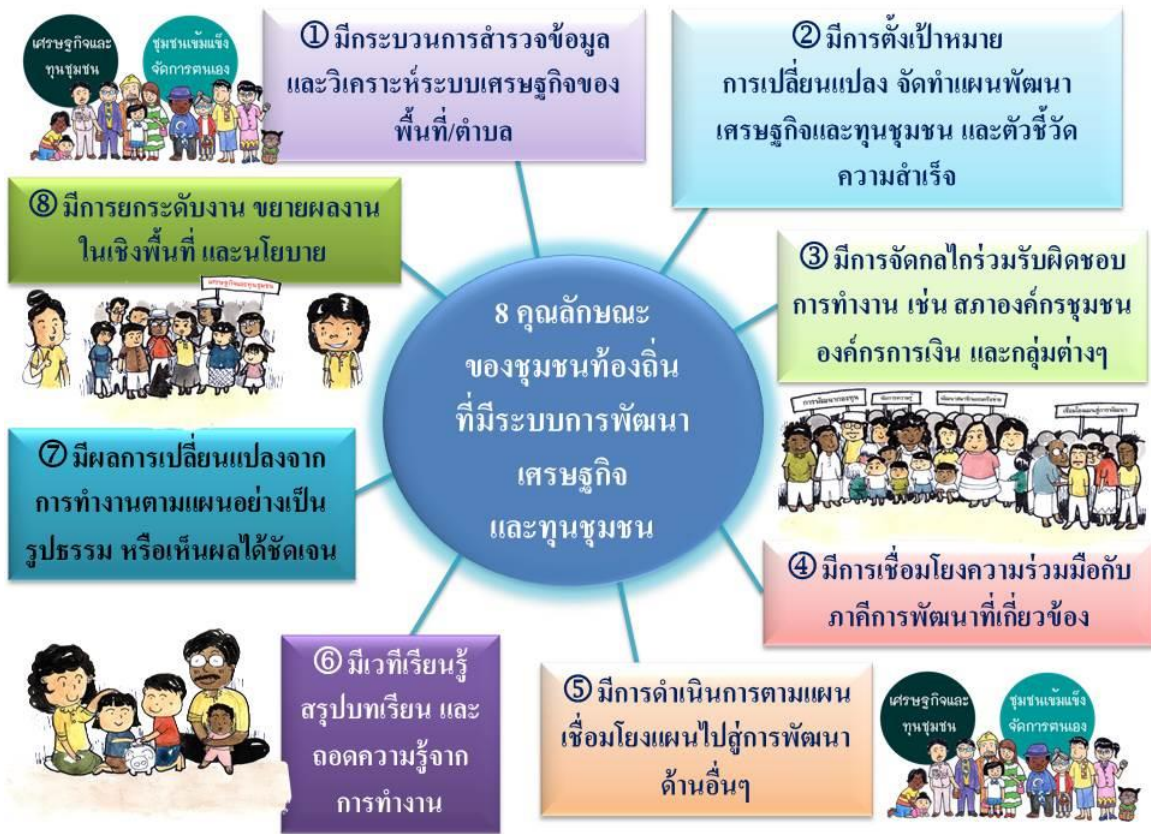 เศรษฐกิจและ
ทุนชุมชน
ชุมชนเข้มแข็ง
จัดการตนเอง
① มีกระบวนการสำรวจข้อมูล
และวิเคราะห์ระบบเศรษฐกิจของ
พื้นที่/ตำบล
② มีการตั้งเป้าหมาย
การเปลี่ยนแปลง จัดทำแผนพัฒนา
เศรษฐกิจและทุนชุมชน และตัวชี้วัด
ความสำเร็จ
⑧ มีการยกระดับงาน ขยายผลงาน
ในเชิงพื้นที่ และนโยบาย
เศรษฐกิจและทุนชุมชน
8 คุณลักษณะ
ของชุมชนท้องถิ่น
ที่มีระบบการพัฒนา
เศรษฐกิจ
และทุนชุมชน
③ มีการจัดกลไกร่วมรับผิดชอบ
การทำงาน เช่น สภาองค์กรชุมชน
องค์กรการเงิน และกลุ่มต่างๆ
การพัฒนากองทุน
⑦ มีผลการเปลี่ยนแปลงจาก
การทำงานตามแผนอย่างเป็น
รูปธรรม หรือเห็นผลได้ชัดเจน
④ มีการเชื่อมโยงความร่วมมือกับ
ภาคีการพัฒนาที่เกี่ยวข้อง
⑥ มีเวทีเรียนรู้
สรุปบทเรียน และ
ถอดความรู้จาก
การทำงาน
⑤ มีการดำเนินการตามแผน
เชื่อมโยงแผนไปสู่การพัฒนา
ด้านอื่นๆ
เศรษฐกิจและ
ทุนชุมชน
ชุมชนเข้มแข็ง
จัดการตนเอง